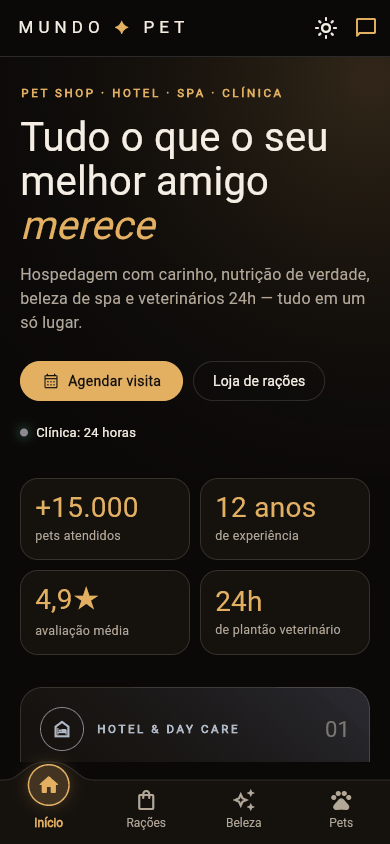 MUNDO ✦ PET
PET SHOP · HOTEL · SPA · CLÍNICA
Tudo o que o seu
melhor amigo
merece
Hospedagem com carinho, nutrição de verdade,
beleza de spa e veterinários 24h — tudo em um
só lugar.
Agendar visita
Loja de rações
Clínica: 24 horas
+15.000
pets atendidos
12 anos
de experiência
4,9★
avaliação média
24h
de plantão veterinário
HOTEL & DAY CARE
01
Início
Rações
Beleza
Pets